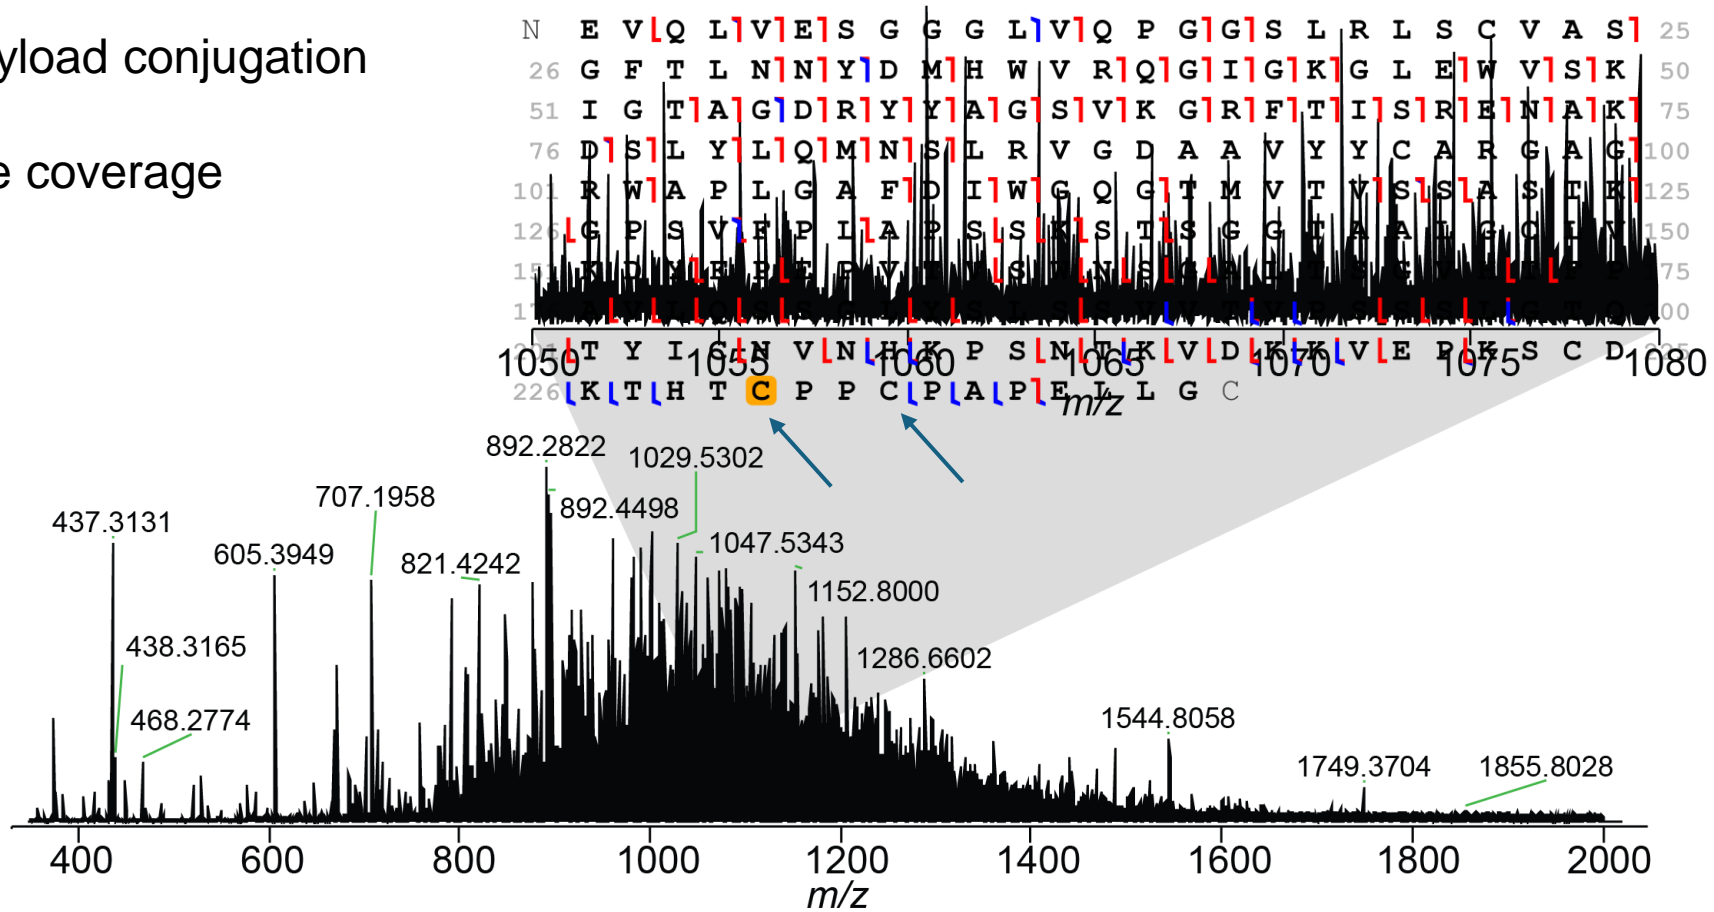 yload conjugation
e coverage
N E V Q L V E S G G G L V Q P G G S L R L S C V A S 25
26 G F T L N N Y D M H W V R Q G I G K G L E W V S K 50
51 I G T A G D R Y Y A G S V K G R F T I S R E N A K 75
76 D S L Y L Q M N S L R V G D A A V Y Y C A R G A G 100
101 R W A P L G A F D I W G Q G T M V T V S S A S T K 125
126 G P S V F P L A P S S K S T S G G T A A L G C L V 150
T Y I C N V N H K P S N T K V D K K V E P K S C D
226 K T H T C P P C P A P E L L G C
1050 1055 1060 1065 1070 1075 1080
m/z
892.2822
1029.5302
707.1958
892.4498
437.3131
1047.5343
605.3949
821.4242
1152.8000
438.3165
1286.6602
468.2774
1544.8058
1749.3704
1855.8028
400 600 800 1000 1200 1400 1600 1800 2000
m/z